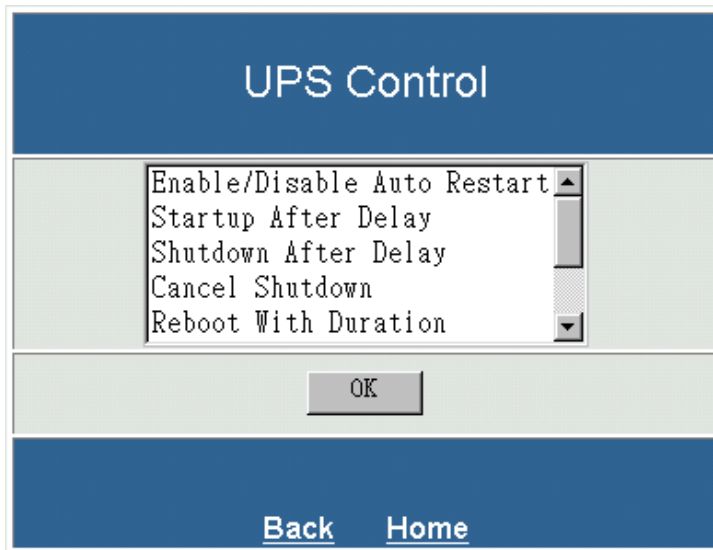 UPS Control
Enable/Disable Auto Restart
Startup After Delay
Shutdown After Delay
Cancel Shutdown
Reboot With Duration
OK
Back Home